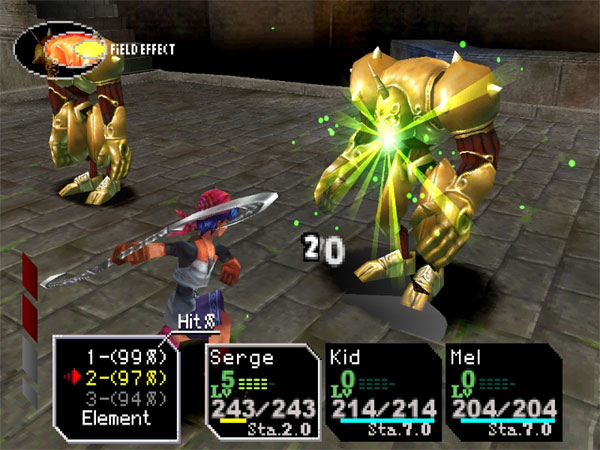 FIELD EFFECT
20
Hit%
1-(99%)
2-(97%)
3-(94%)
Element
Serge
5
LV
243/243
Sta.2.0
Kid
0
LV
214/214
Sta.7.0
Mel
0
LV
204/204
Sta.7.0